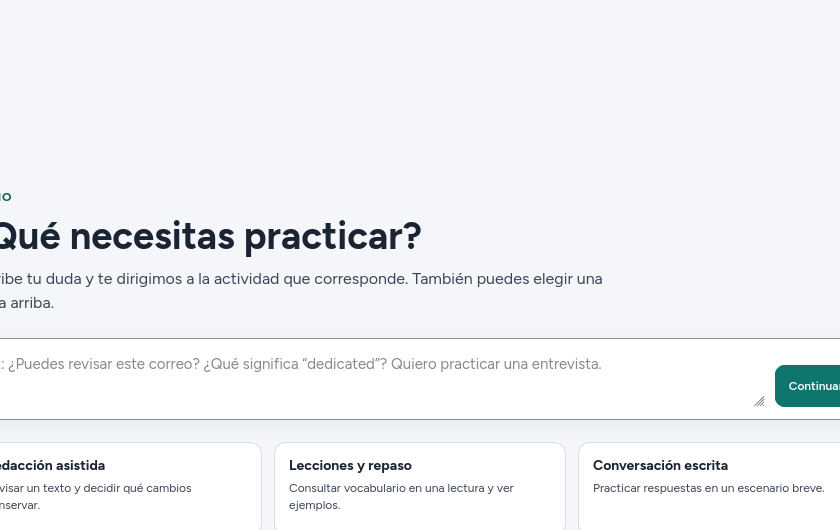 IO
Qué necesitas practicar?
ribe tu duda y te dirigimos a la actividad que corresponde. También puedes elegir una
a arriba.
: ¿Puedes revisar este correo? ¿Qué significa “dedicated”? Quiero practicar una entrevista.
Continua
edacción asistida
visar un texto y decidir qué cambios
nservar.
Lecciones y repaso
Consultar vocabulario en una lectura y ver
ejemplos.
Conversación escrita
Practicar respuestas en un escenario breve.